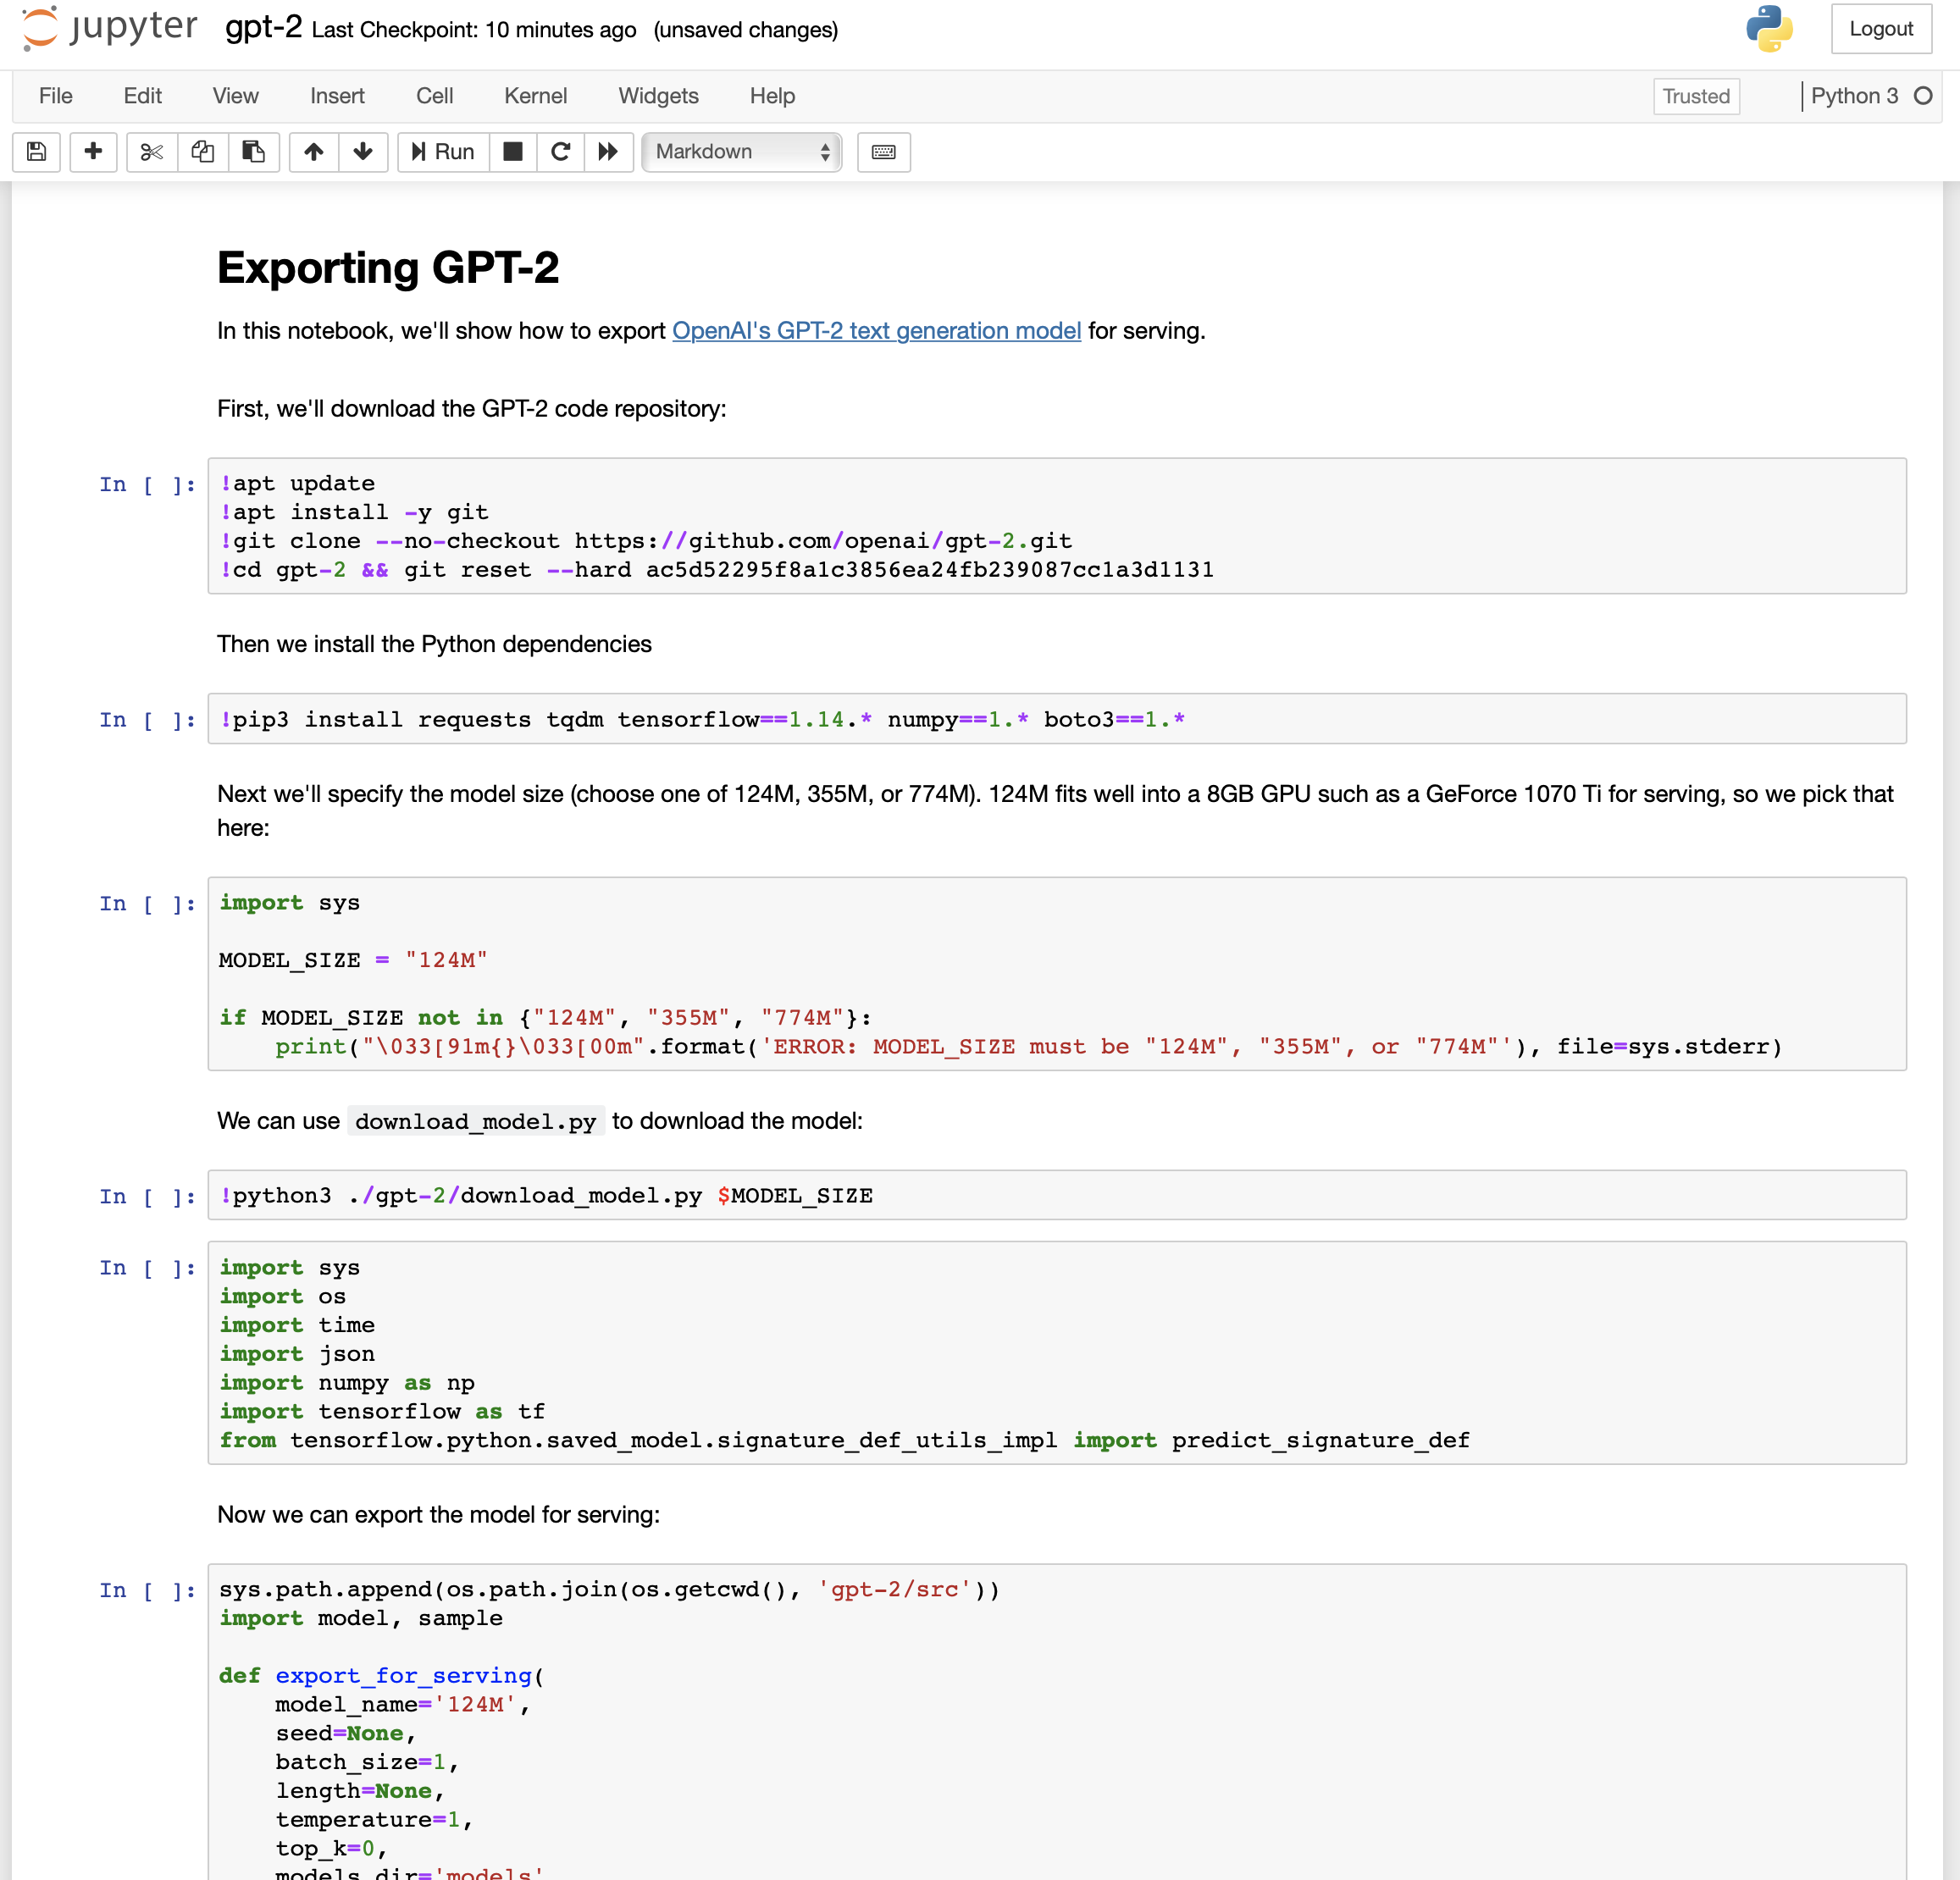 jupyter gpt-2 Last Checkpoint: 10 minutes ago (unsaved changes) Logout
File Edit View Insert Cell Kernel Widgets Help Trusted Python 3
Run Markdown
Exporting GPT-2
In this notebook, we'll show how to export OpenAI's GPT-2 text generation model for serving.
First, we'll download the GPT-2 code repository:
In [ ]: !apt update
!apt install -y git
!git clone --no-checkout https://github.com/openai/gpt-2.git
!cd gpt-2 && git reset --hard ac5d52295f8a1c3856ea24fb239087cc1a3d1131
Then we install the Python dependencies
In [ ]: !pip3 install requests tqdm tensorflow==1.14.* numpy==1.* boto3==1.*
Next we'll specify the model size (choose one of 124M, 355M, or 774M). 124M fits well into a 8GB GPU such as a GeForce 1070 Ti for serving, so we pick that
here:
In [ ]: import sys
MODEL_SIZE = "124M"
if MODEL_SIZE not in {"124M", "355M", "774M"}:
    print("\033[91m{}\033[00m".format('ERROR: MODEL_SIZE must be "124M", "355M", or "774M"'), file=sys.stderr)
We can use download_model.py to download the model:
In [ ]: !python3 ./gpt-2/download_model.py $MODEL_SIZE
In [ ]: import sys
import os
import time
import json
import numpy as np
import tensorflow as tf
from tensorflow.python.saved_model.signature_def_utils_impl import predict_signature_def
Now we can export the model for serving:
In [ ]: sys.path.append(os.path.join(os.getcwd(), 'gpt-2/src'))
import model, sample
def export_for_serving(
    model_name='124M',
    seed=None,
    batch_size=1,
    length=None,
    temperature=1,
    top_k=0,
    models_dir='models'